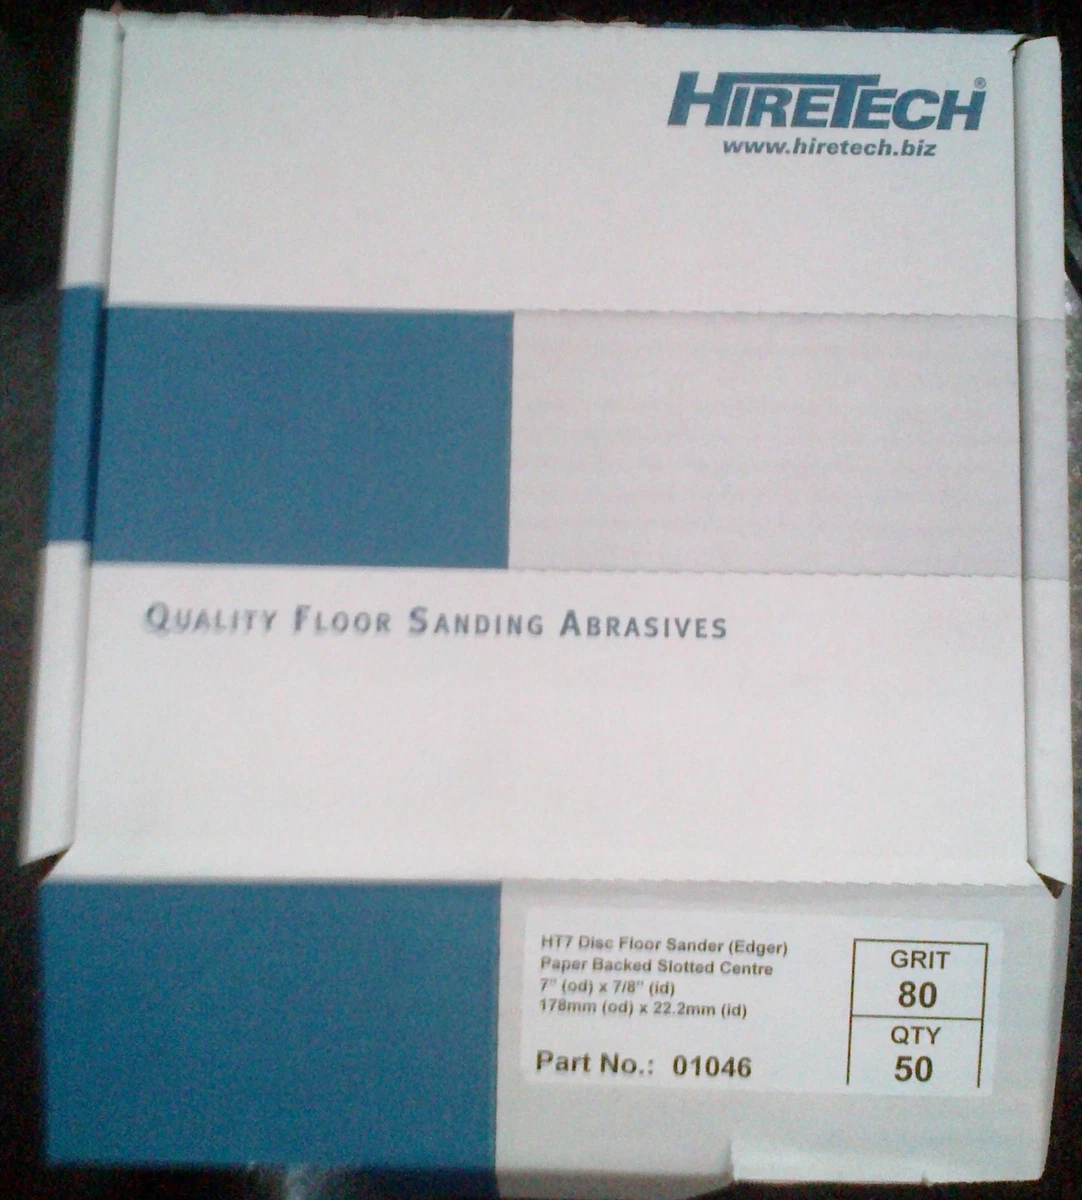 HIRETECH®
www.hiretech.biz
QUALITY FLOOR SANDING ABRASIVES
HT7 Disc Floor Sander (Edger)
Paper Backed Slotted Centre
7" (od) x 7/8" (id)
178mm (od) x 22.2mm (id)
Part No.: 01046
GRIT
80
QTY
50